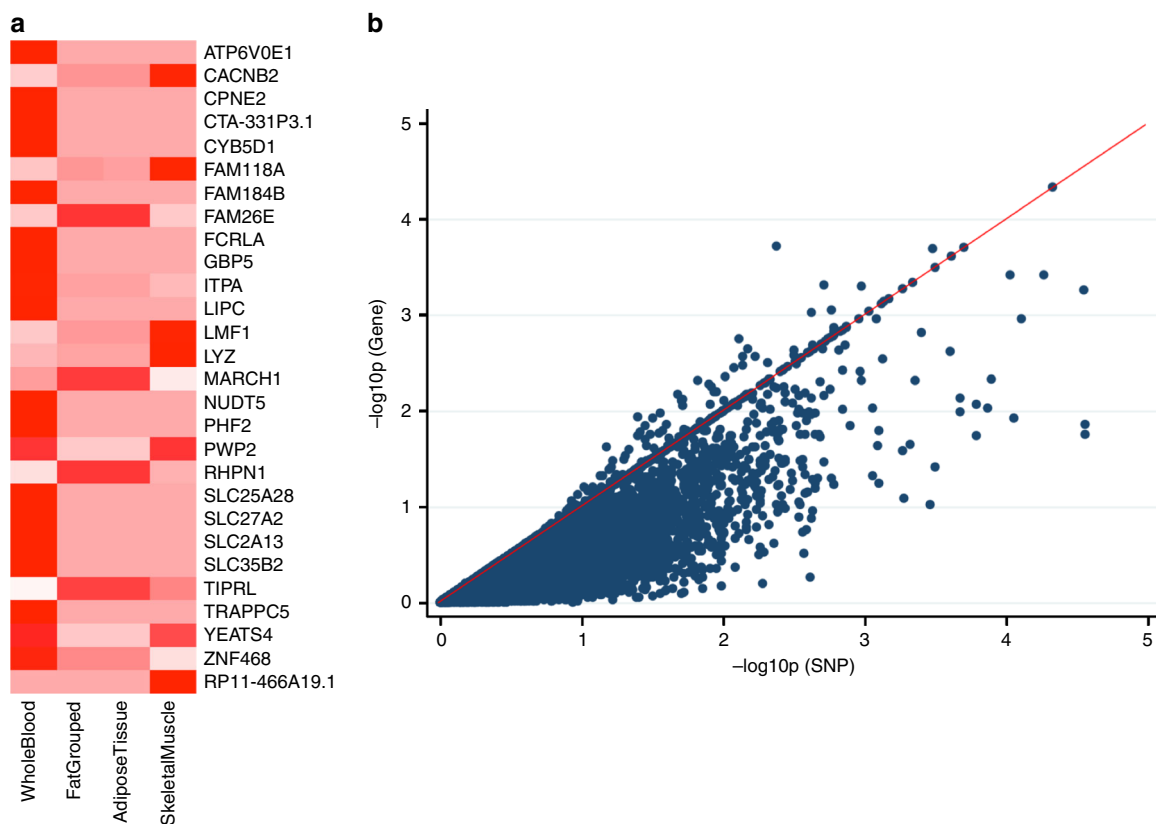 a
ATP6V0E1
CACNB2
CPNE2
CTA-331P3.1
CYB5D1
FAM118A
FAM184B
FAM26E
FCRLA
GBP5
ITPA
LIPC
LMF1
LYZ
MARCH1
NUDT5
PHF2
PWP2
RHPN1
SLC25A28
SLC27A2
SLC2A13
SLC35B2
TIPRL
TRAPPC5
YEATS4
ZNF468
RP11-466A19.1
WholeBlood
FatGrouped
AdiposeTissue
SkeletalMuscle
b
–log10p (Gene)
5
4
3
2
1
0
0 1 2 3 4 5
–log10p (SNP)